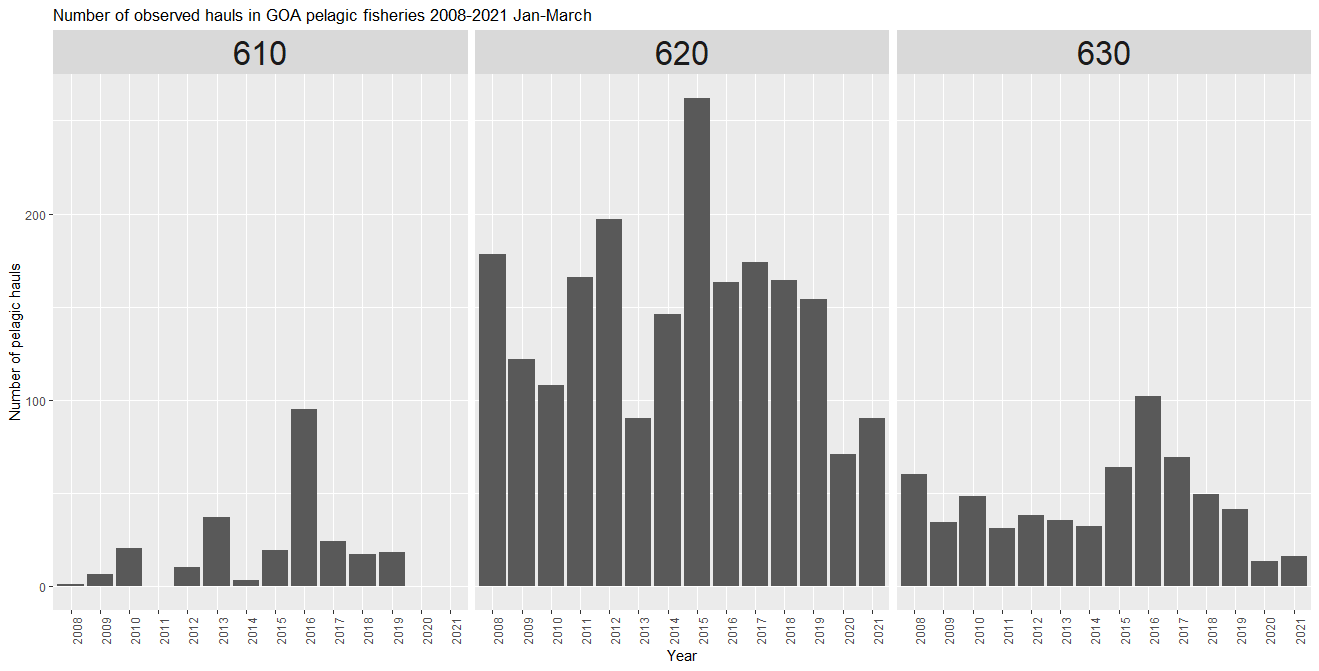 Number of observed hauls in GOA pelagic fisheries 2008-2021 Jan-March
610 620 630
Number of pelagic hauls
200
100
0
2008 2009 2010 2011 2012 2013 2014 2015 2016 2017 2018 2019 2020 2021 2008 2009 2010 2011 2012 2013 2014 2015 2016 2017 2018 2019 2020 2021 2008 2009 2010 2011 2012 2013 2014 2015 2016 2017 2018 2019 2020 2021
Year